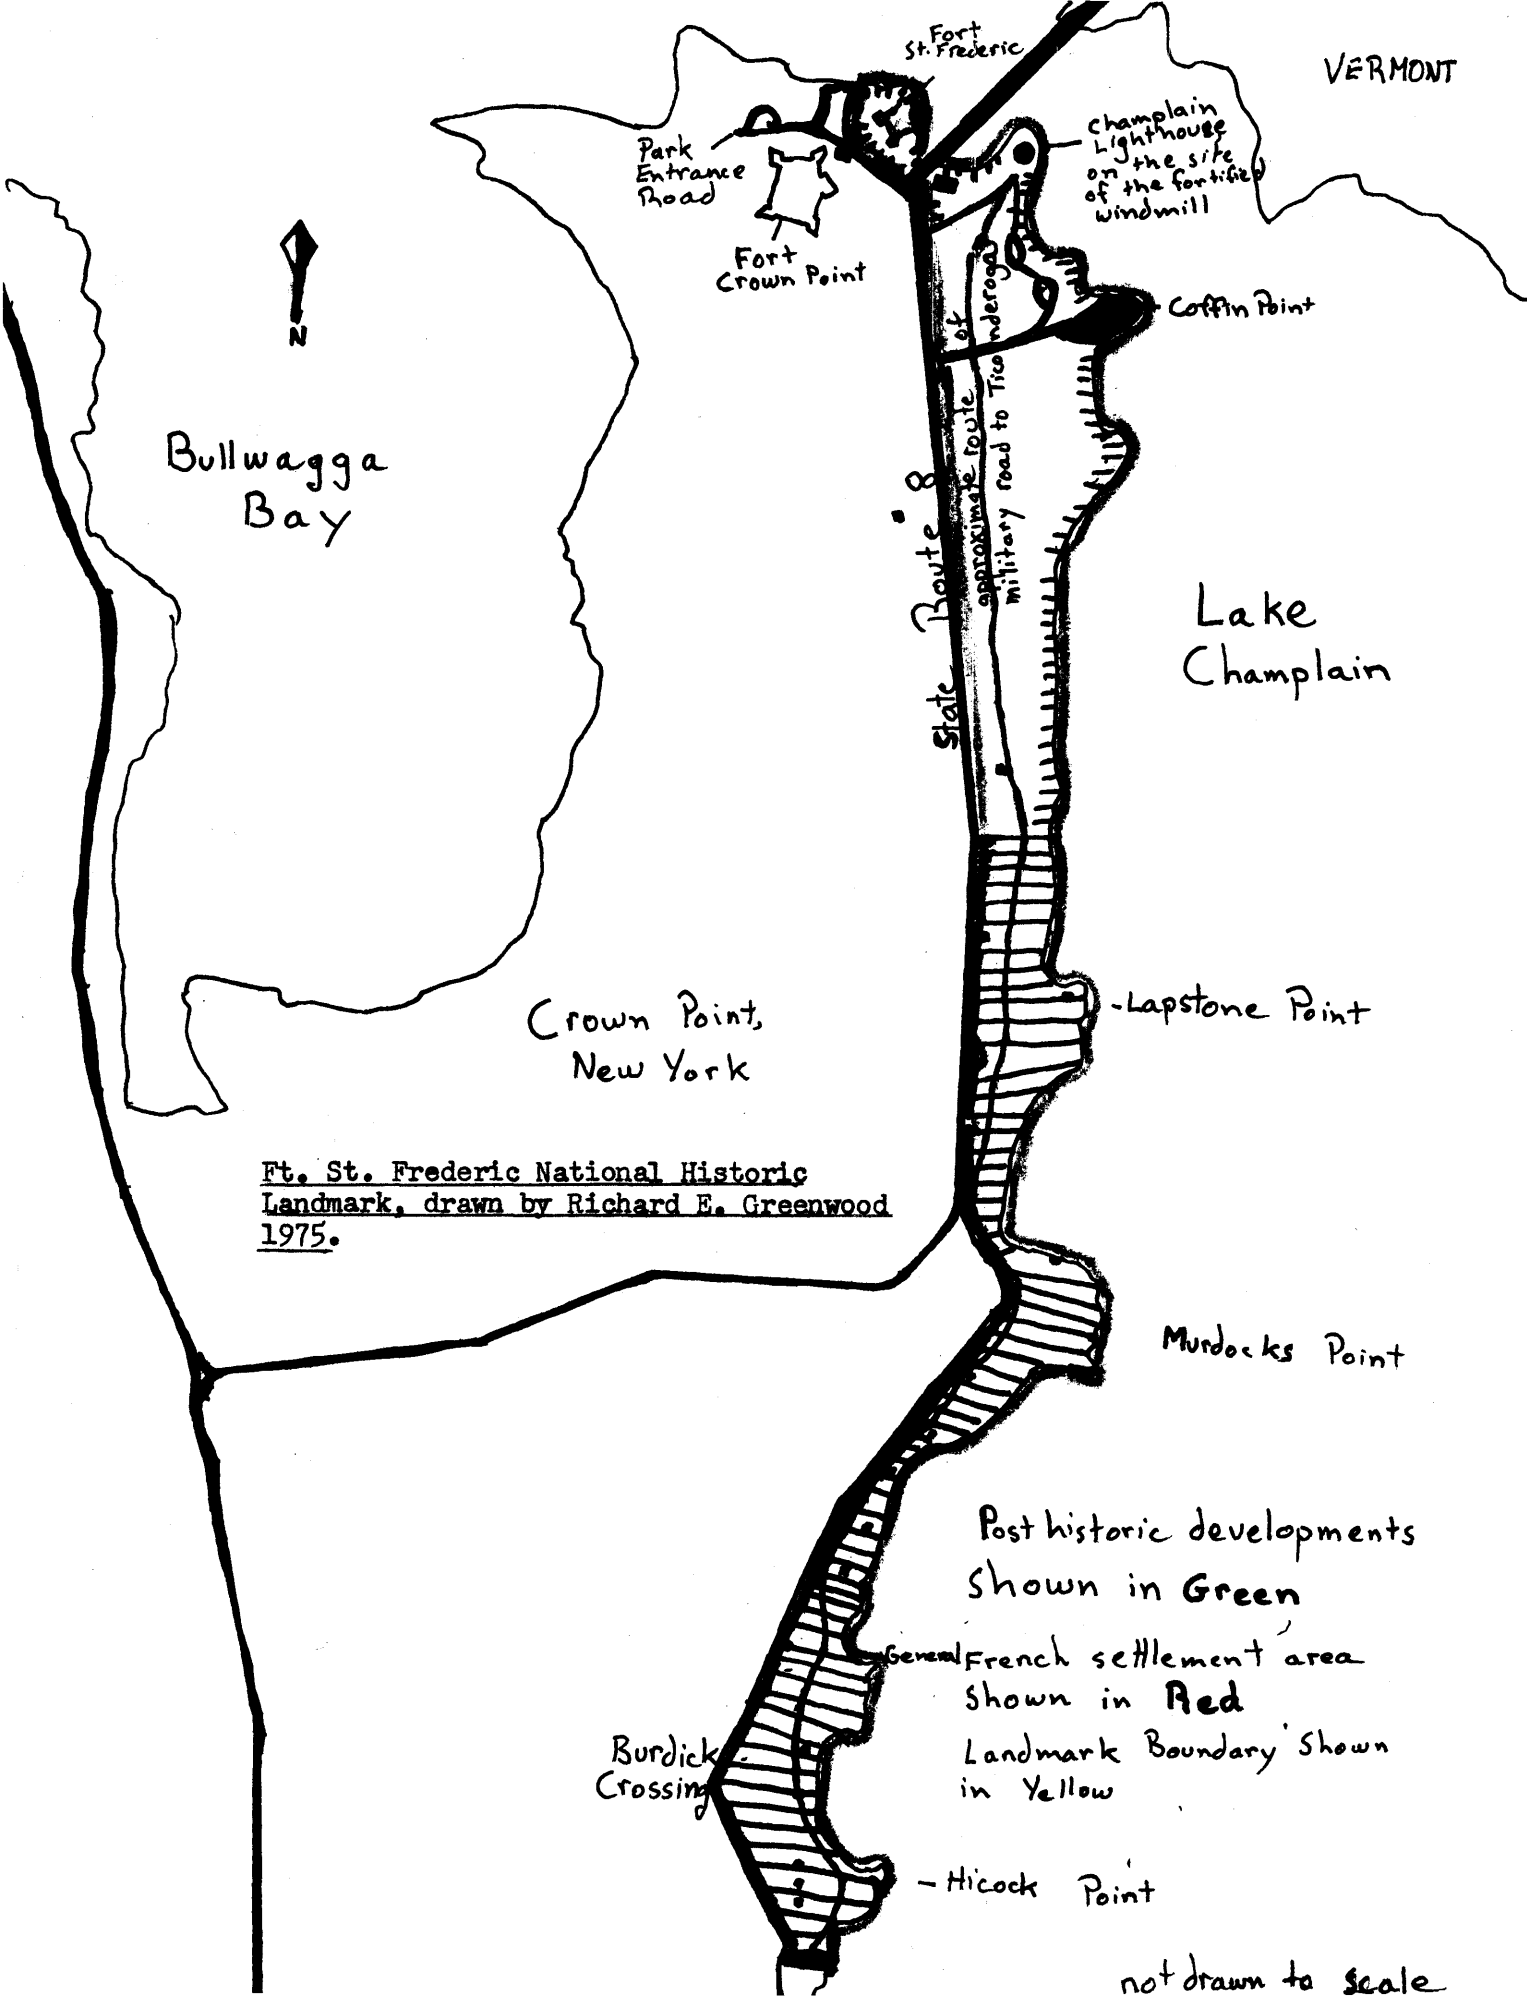 Fort
St. Frederic
VERMONT
Champlain
Lighthouse
on the site
of the fortified
windmill
Park
Entrance
Road
Fort
Crown Point
N
Coffin Point
Bullwagga
Bay
State Route 8
approximate route of
military road to Ticonderoga
Lake
Champlain
Crown Point,
New York
-Lapstone Point
Ft. St. Frederic National Historic
Landmark, drawn by Richard E. Greenwood
1975.
Murdocks Point
Post historic developments
shown in Green
General French settlement area
shown in Red
Landmark Boundary Shown
in Yellow
Burdick
Crossing
- Hicock Point
not drawn to scale